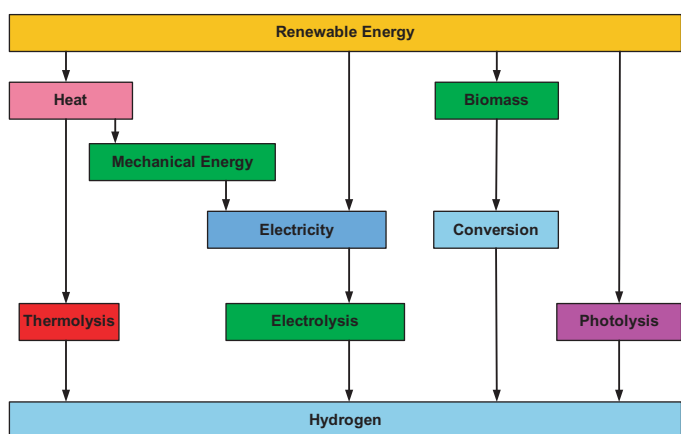 Renewable Energy
Heat
Biomass
Mechanical Energy
Electricity
Conversion
Thermolysis
Electrolysis
Photolysis
Hydrogen